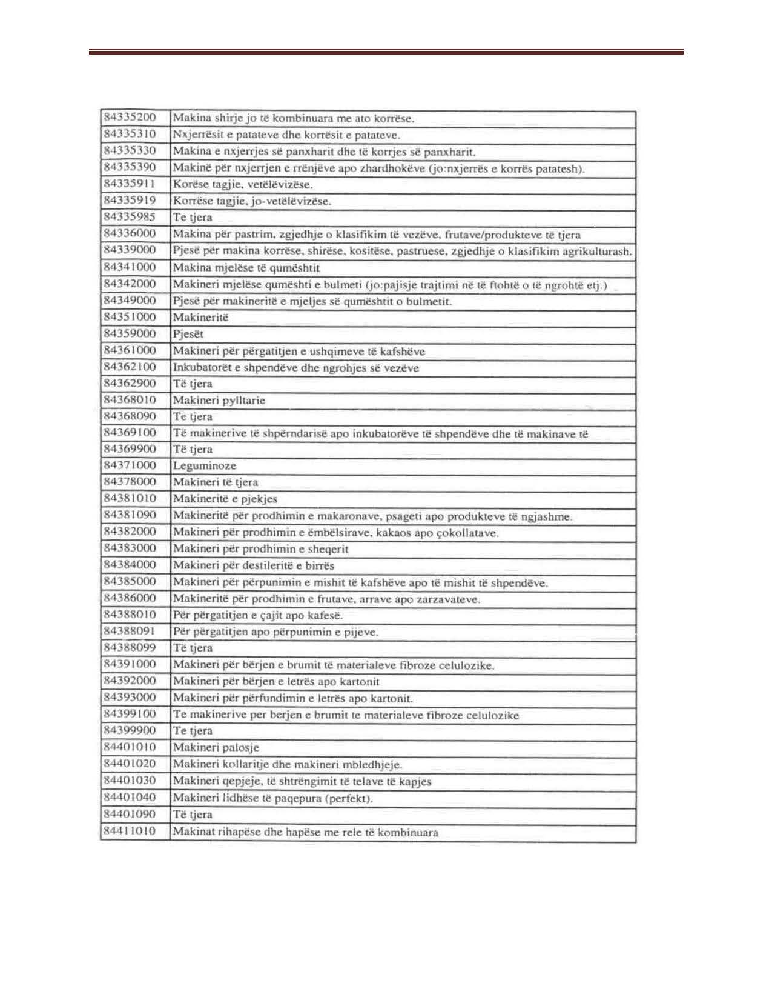 84335200 Makina shirje jo të kombinuara me ato korrëse.
84335310 Nxjerrësit e patateve dhe korrësit e patateve.
84335330 Makina e nxjerrjes së panxharit dhe të korrjes së panxharit.
84335390 Makinë për nxjerrjen e rrënjëve apo zhardhokëve (jo:nxjerrës e korrës patatesh).
84335911 Korëse tagjie, vetëlëvizëse.
84335919 Korrëse tagjie, jo-vetëlëvizëse.
84335985 Te tjera
84336000 Makina për pastrim, zgjedhje o klasifikim të vezëve, frutave/produkteve të tjera
84339000 Pjesë për makina korrëse, shirëse, kositëse, pastruese, zgjedhje o klasifikim agrikulturash.
84341000 Makina mjelëse të qumështit
84342000 Makineri mjelëse qumështi e bulmeti (jo:pajisje trajtimi në të ftohtë o të ngrohtë etj.)
84349000 Pjesë për makineritë e mjeljes së qumështit o bulmetit.
84351000 Makineritë
84359000 Pjesët
84361000 Makineri për përgatitjen e ushqimeve të kafshëve
84362100 Inkubatorët e shpendëve dhe ngrohjes së vezëve
84362900 Të tjera
84368010 Makineri pylltarie
84368090 Te tjera
84369100 Të makinerive të shpërndarisë apo inkubatorëve të shpendëve dhe të makinave të
84369900 Të tjera
84371000 Leguminoze
84378000 Makineri të tjera
84381010 Makineritë e pjekjes
84381090 Makineritë për prodhimin e makaronave, psageti apo produkteve të ngjashme.
84382000 Makineri për prodhimin e ëmbëlsirave, kakaos apo çokollatave.
84383000 Makineri për prodhimin e sheqerit
84384000 Makineri për destileritë e birrës
84385000 Makineri për përpunimin e mishit të kafshëve apo të mishit të shpendëve.
84386000 Makineritë për prodhimin e frutave, arrave apo zarzavateve.
84388010 Për përgatitjen e çajit apo kafesë.
84388091 Për përgatitjen apo përpunimin e pijeve.
84388099 Të tjera
84391000 Makineri për bërjen e brumit të materialeve fibroze celulozike.
84392000 Makineri për bërjen e letrës apo kartonit
84393000 Makineri për përfundimin e letrës apo kartonit.
84399100 Te makinerive per berjen e brumit te materialeve fibroze celulozike
84399900 Te tjera
84401010 Makineri palosje
84401020 Makineri kollaritje dhe makineri mbledhjeje.
84401030 Makineri qepjeje, të shtrëngimit të telave të kapjes
84401040 Makineri lidhëse të paqepura (perfekt).
84401090 Të tjera
84411010 Makinat rihapëse dhe hapëse me rele të kombinuara